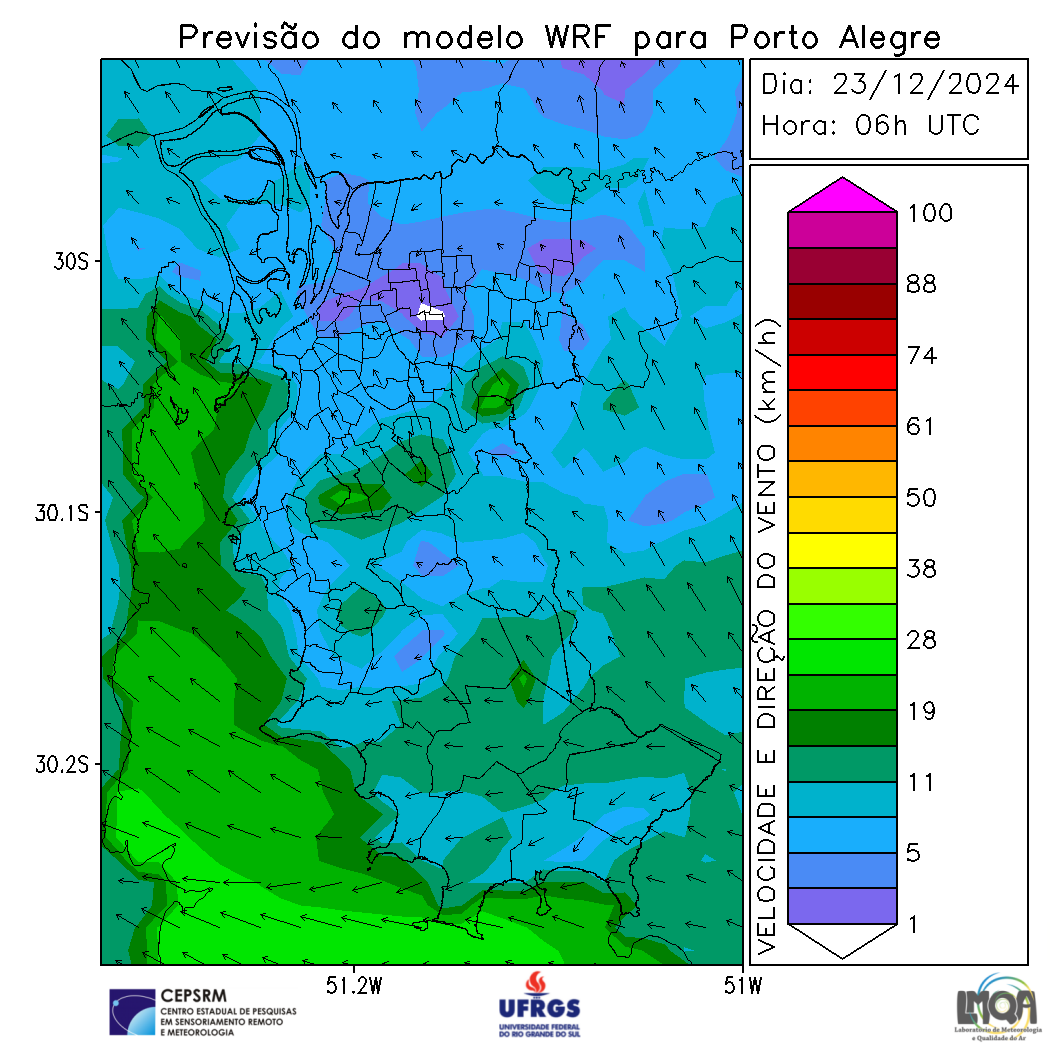 Previsão do modelo WRF para Porto Alegre
Dia: 23/12/2024
Hora: 06h UTC
30S
30.1S
30.2S
51.2W
51W
VELOCIDADE E DIREÇÃO DO VENTO (km/h)
100
88
74
61
50
38
28
19
11
5
1
CEPSRM
CENTRO ESTADUAL DE PESQUISAS
EM SENSORIAMENTO REMOTO
E METEOROLOGIA
UFRGS
UNIVERSIDADE FEDERAL
DO RIO GRANDE DO SUL
LMQA
Laboratório de Meteorologia
e Qualidade do Ar